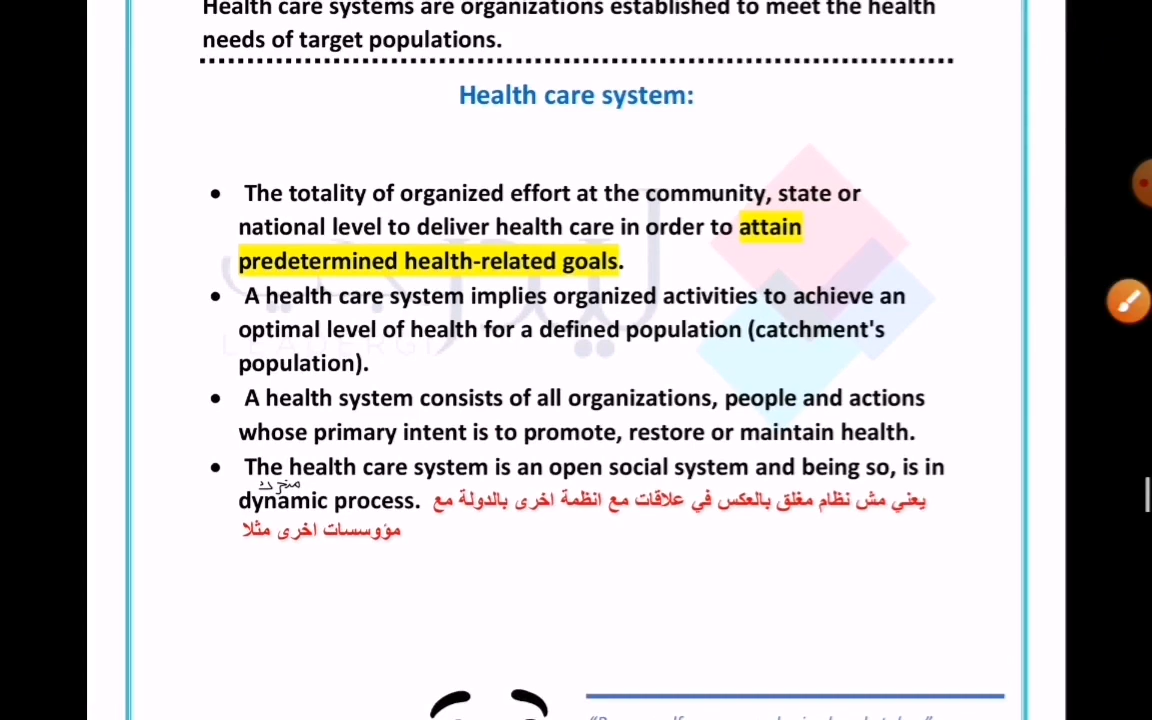 Health care systems are organizations established to meet the health
needs of target populations.
Health care system:
• The totality of organized effort at the community, state or
national level to deliver health care in order to attain
predetermined health-related goals.
• A health care system implies organized activities to achieve an
optimal level of health for a defined population (catchment's
population).
• A health system consists of all organizations, people and actions
whose primary intent is to promote, restore or maintain health.
• The health care system is an open social system and being so, is in
متحرك
dynamic process. يعني مش نظام مغلق بالعكس في علاقات مع انظمة اخرى بالدولة مع
مؤوسسات اخرى مثلا